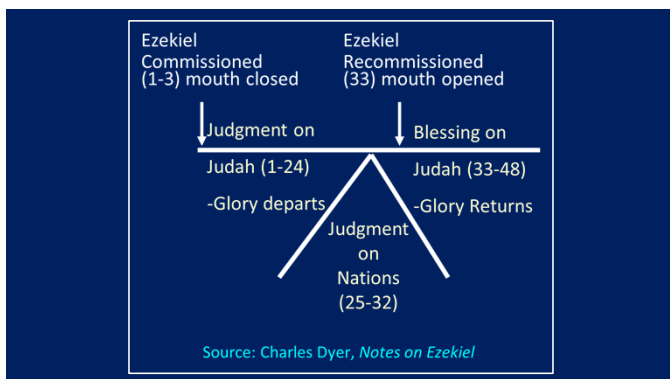 Ezekiel
Commissioned
(1-3) mouth closed
Ezekiel
Recommissioned
(33) mouth opened
Judgment on
Judah (1-24)
-Glory departs
Blessing on
Judah (33-48)
-Glory Returns
Judgment
on
Nations
(25-32)
Source: Charles Dyer, Notes on Ezekiel